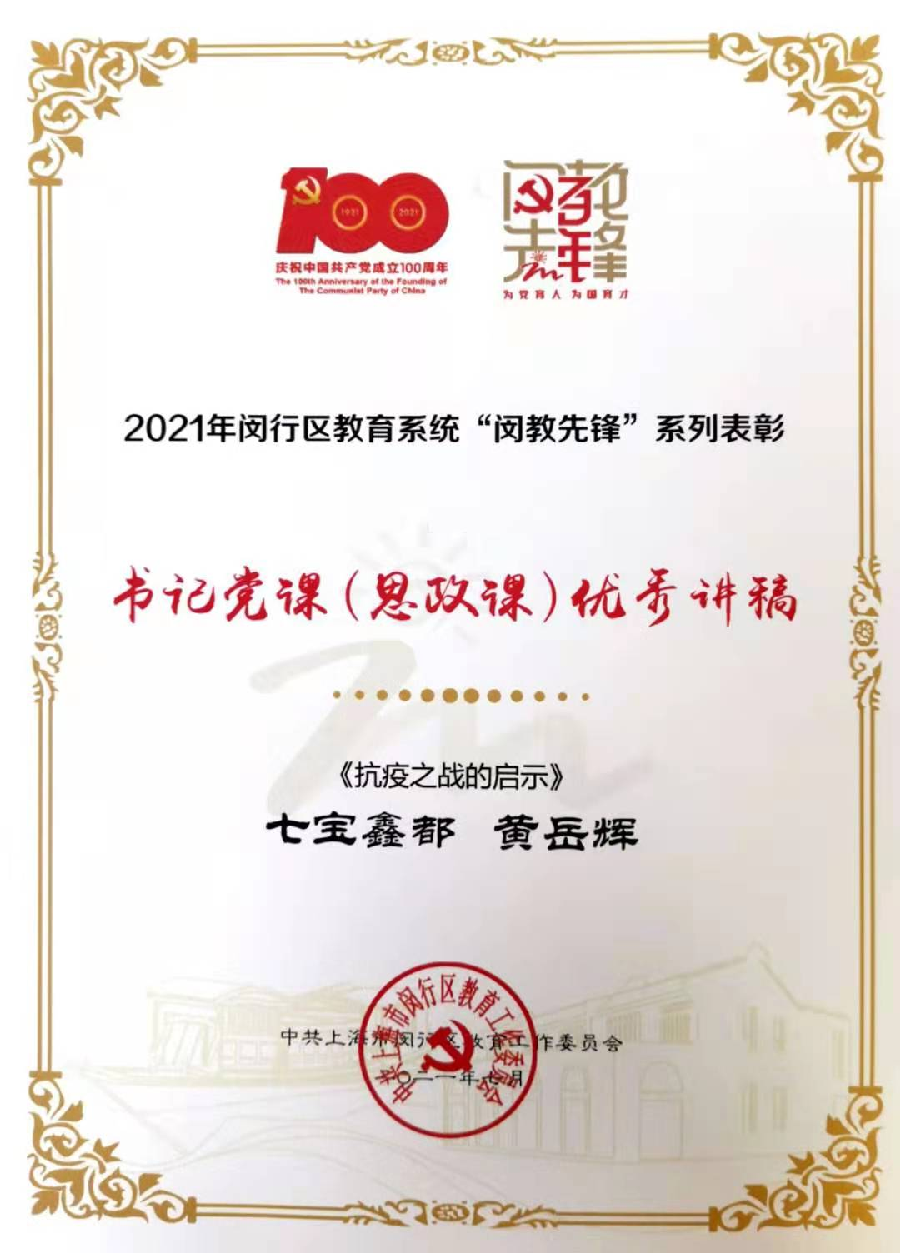 1921
2021
庆祝中国共产党成立100周年
The 100th Anniversary of the Founding of
The Communist Party of China
闵教先锋
百年
为党育人 为国育才
2021年闵行区教育系统“闵教先锋”系列表彰
书记党课(思政课)优秀讲稿
《抗疫之战的启示》
七宝鑫都 黄岳辉
中共上海市闵行区教育工作委员会
二〇二一年七月
中共上海市闵行区教育工作委员会